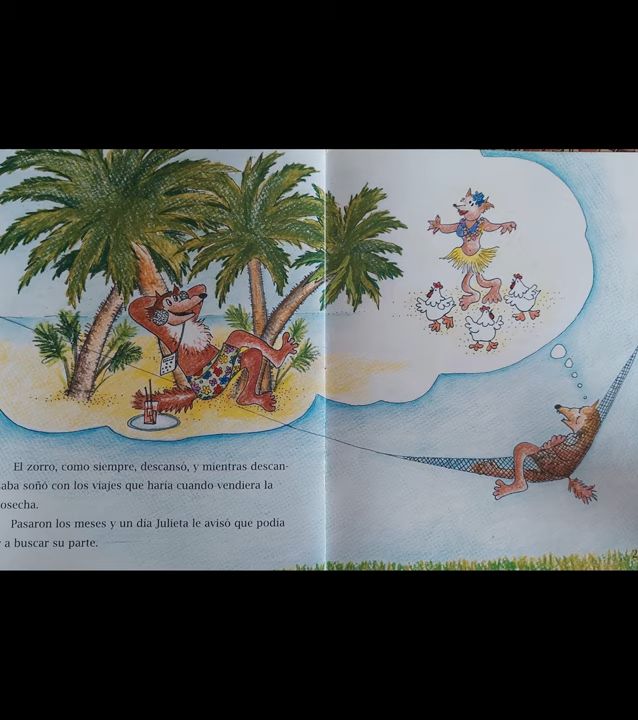 El zorro, como siempre, descansó, y mientras descan-
aba soñó con los viajes que haría cuando vendiera la
osecha.
Pasaron los meses y un día Julieta le avisó que podía
a buscar su parte.